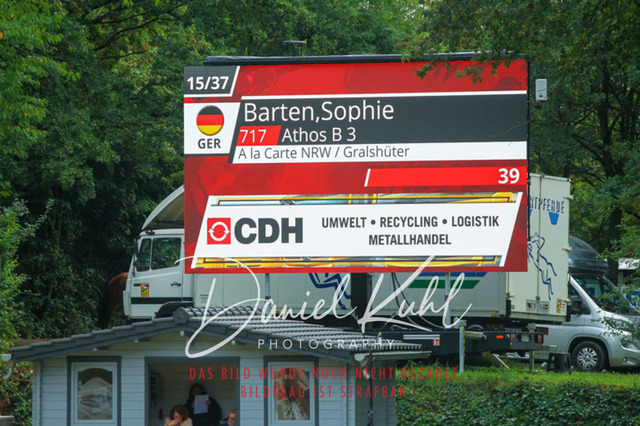 15/37
Barten,Sophie
GER
717 Athos B 3
A la Carte NRW / Gralshüter
39
CDH
UMWELT • RECYCLING • LOGISTIK
METALLHANDEL
Daniel Kuhl
PHOTOGRAPHY
DAS BILD WURDE NOCH NICHT BEZAHLT
BILDKLAU IST STRAFBAR